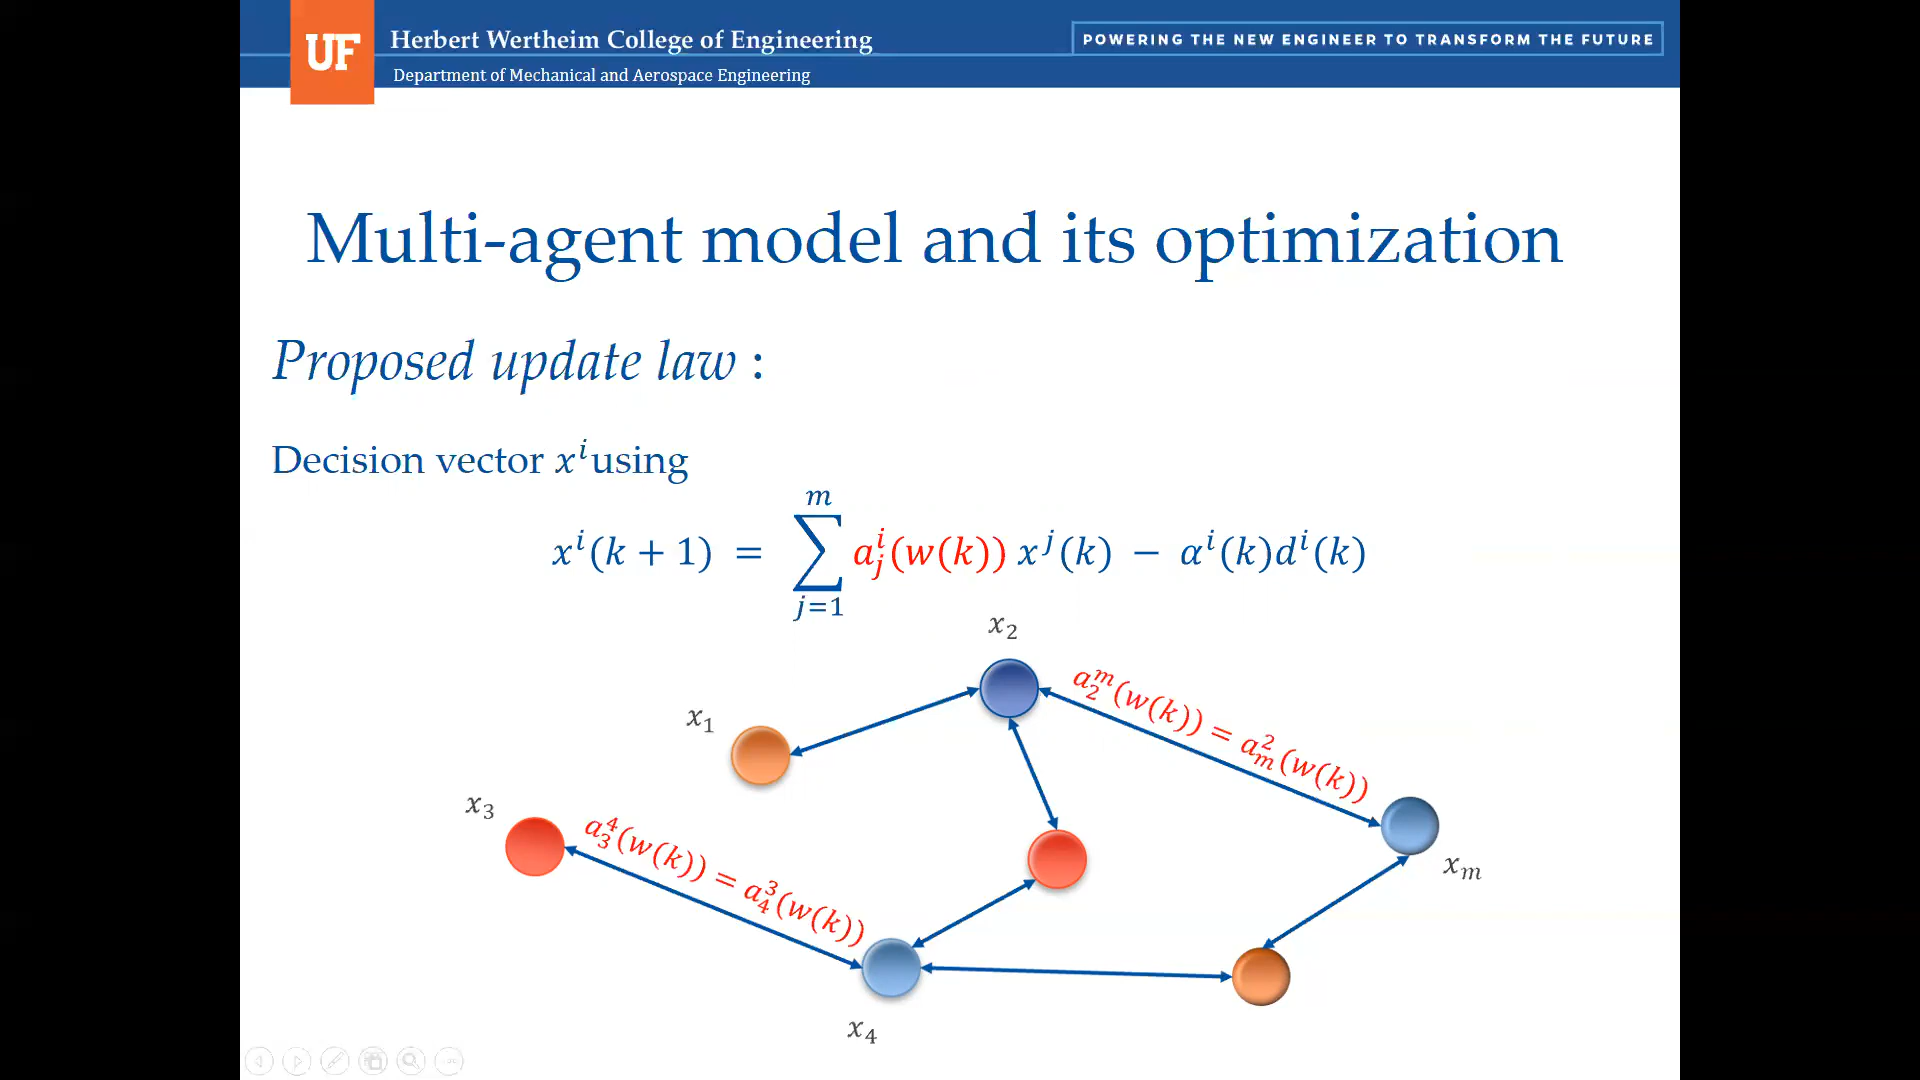 UF
Herbert Wertheim College of Engineering
Department of Mechanical and Aerospace Engineering
POWERING THE NEW ENGINEER TO TRANSFORM THE FUTURE
Multi-agent model and its optimization
Proposed update law :
Decision vector x^i using
x^i(k + 1) = \sum_{j=1}^{m} a_j^i(w(k)) x^j(k) − α^i(k)d^i(k)
x_2
a_2^m(w(k)) = a_m^2(w(k))
x_1
x_3
a_3^4(w(k)) = a_4^3(w(k))
x_m
x_4